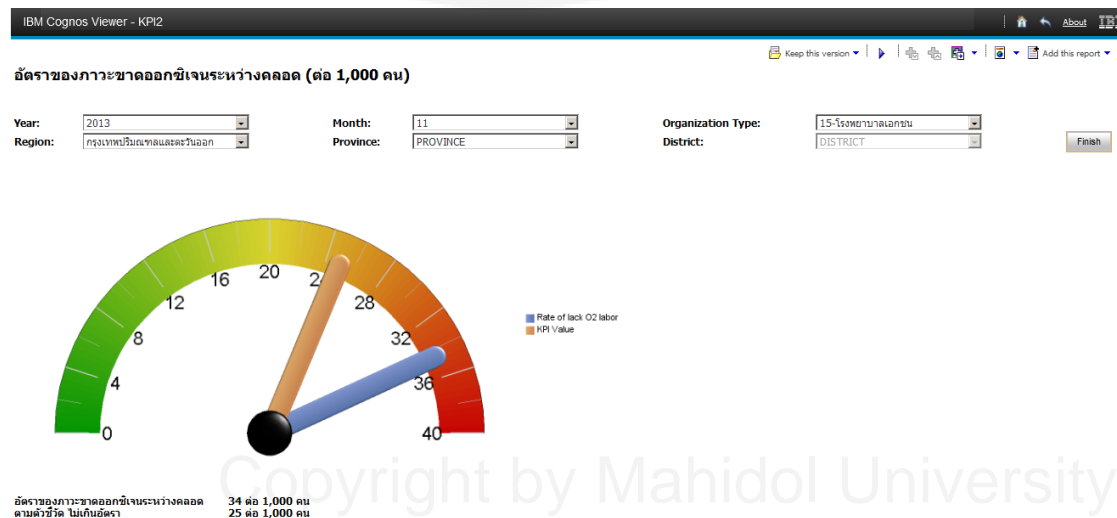 IBM Cognos Viewer - KPI2
About IBM
Keep this version
Add this report
อัตราของภาวะขาดออกซิเจนระหว่างคลอด (ต่อ 1,000 คน)
Year: 2013 Month: 11 Organization Type: 15-โรงพยาบาลเอกชน
Region: กรุงเทพปริมณฑลและตะวันออก Province: PROVINCE District: DISTRICT Finish
0 4 8 12 16 20 28 32 36 40
Rate of lack O2 labor
KPI Value
Copyright by Mahidol University
อัตราของภาวะขาดออกซิเจนระหว่างคลอด 34 ต่อ 1,000 คน
ตามตัวชี้วัด ไม่เกินอัตรา 25 ต่อ 1,000 คน